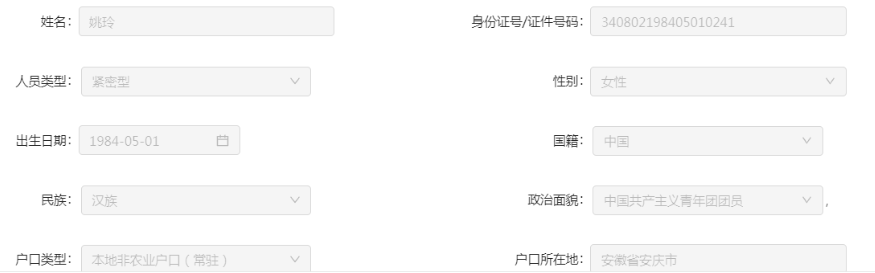 姓名: 姚玲 身份证号/证件号码: 340802198405010241
人员类型: 紧密型 性别: 女性
出生日期: 1984-05-01 国籍: 中国
民族: 汉族 政治面貌: 中国共产主义青年团团员 ,
户口类型: 本地非农业户口（常驻） 户口所在地: 安徽省安庆市